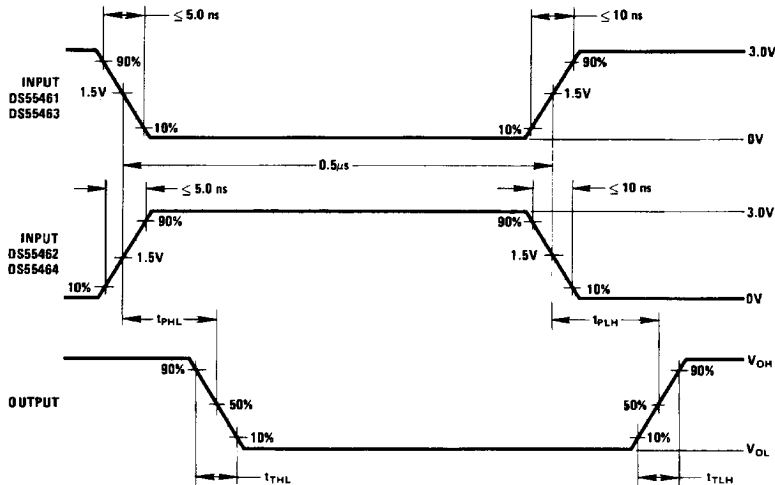 ≤ 5.0 ns
≤ 10 ns
90%
90%
3.0V
INPUT
DS55461
DS55463
1.5V
1.5V
10%
10%
0V
0.5μs
≤ 5.0 ns
≤ 10 ns
90%
90%
3.0V
INPUT
DS55462
DS55464
1.5V
1.5V
10%
10%
0V
tPHL
tPLH
90%
90%
VOH
OUTPUT
50%
50%
10%
10%
VOL
tTHL
tTLH